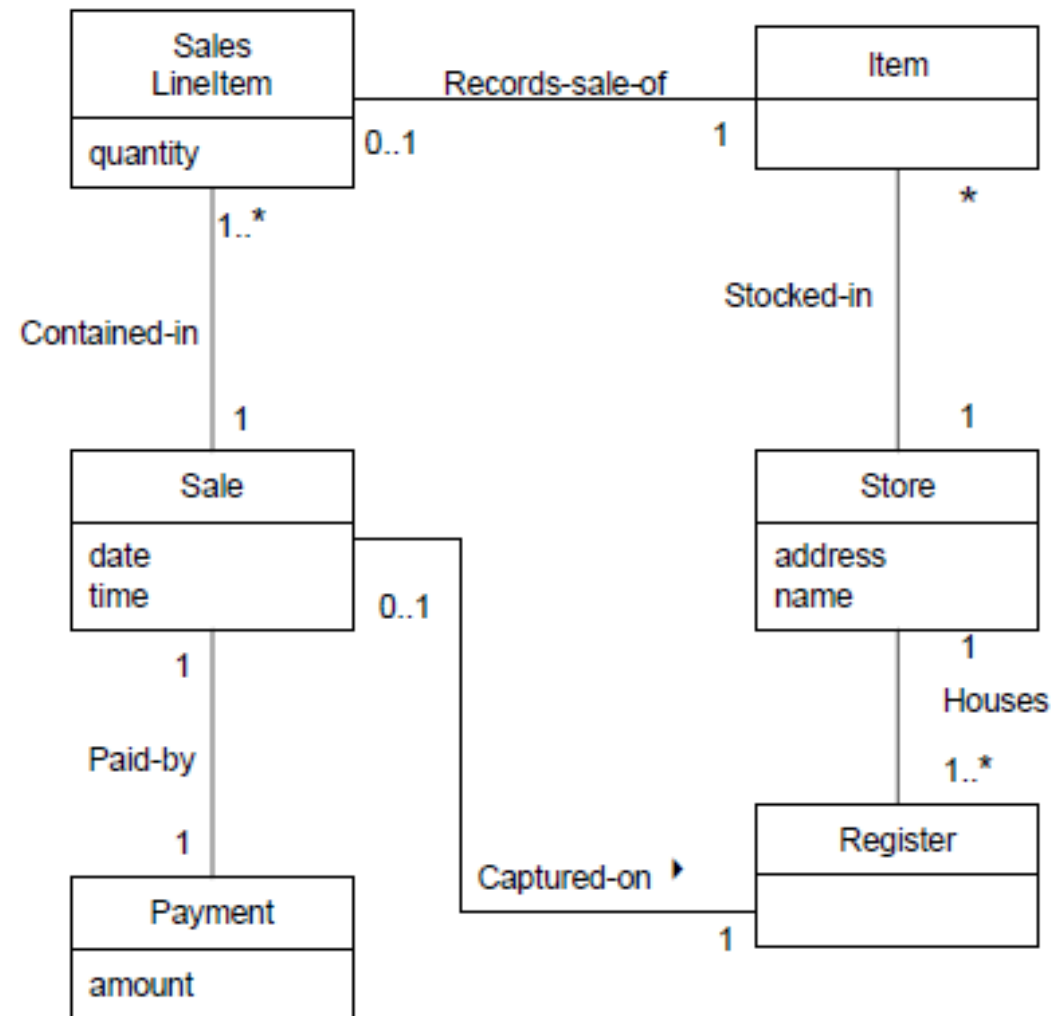 Sales
LineItem
quantity
Records-sale-of
0..1
1
Item
1..*
*
Contained-in
Stocked-in
1
1
Sale
date
time
Store
address
name
0..1
1
1
Houses
Paid-by
1..*
1
Register
Captured-on
1
Payment
amount